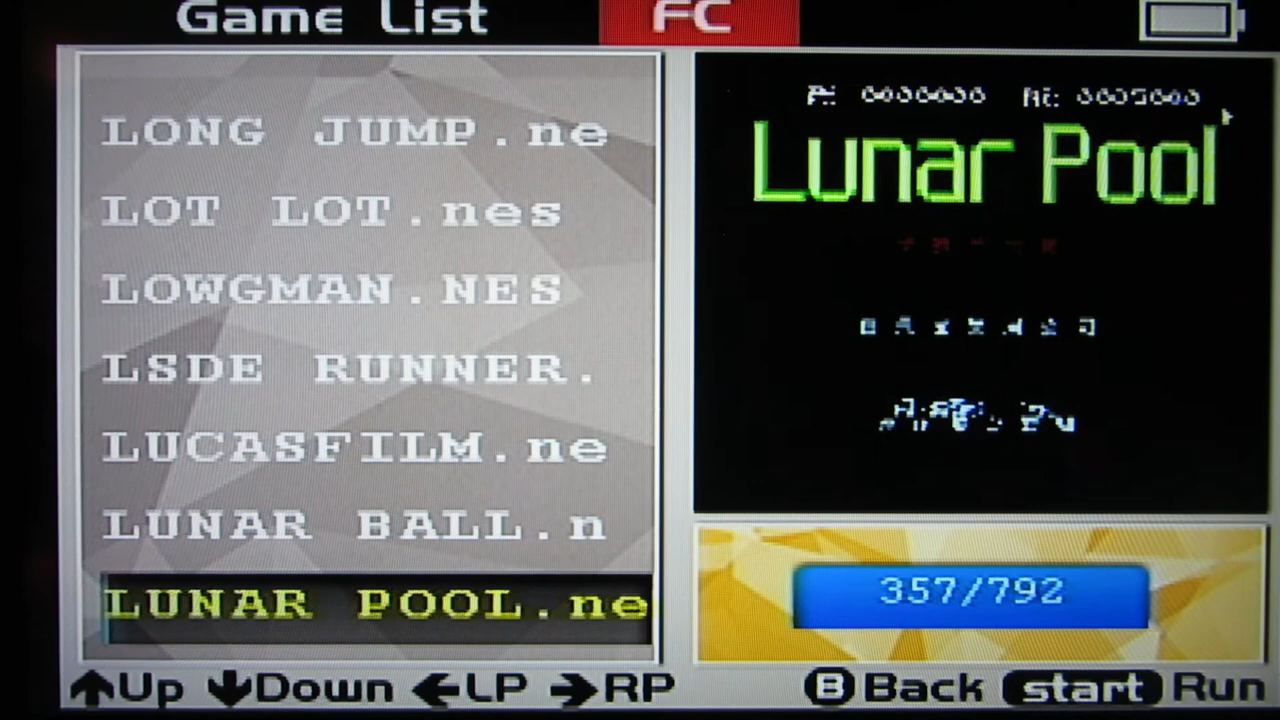 Game List
FC
LONG JUMP.ne
LOT LOT.nes
LOWGMAN.NES
LSDE RUNNER.
LUCASFILM.ne
LUNAR BALL.n
LUNAR POOL.ne
Lunar Pool
357/792
Up Down LP RP
B Back start Run